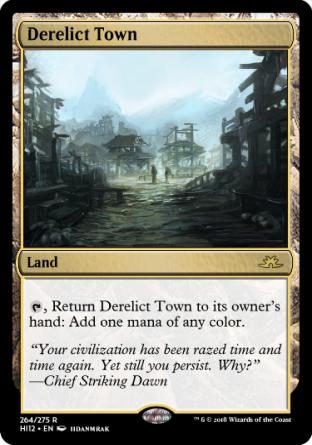 Derelict Town
Land
, Return Derelict Town to its owner's
hand: Add one mana of any color.
"Your civilization has been razed time and
time again. Yet still you persist. Why?"
—Chief Striking Dawn
264/275 R
HI12 • EN HDANMRAK
™ & © 2018 Wizards of the Coast